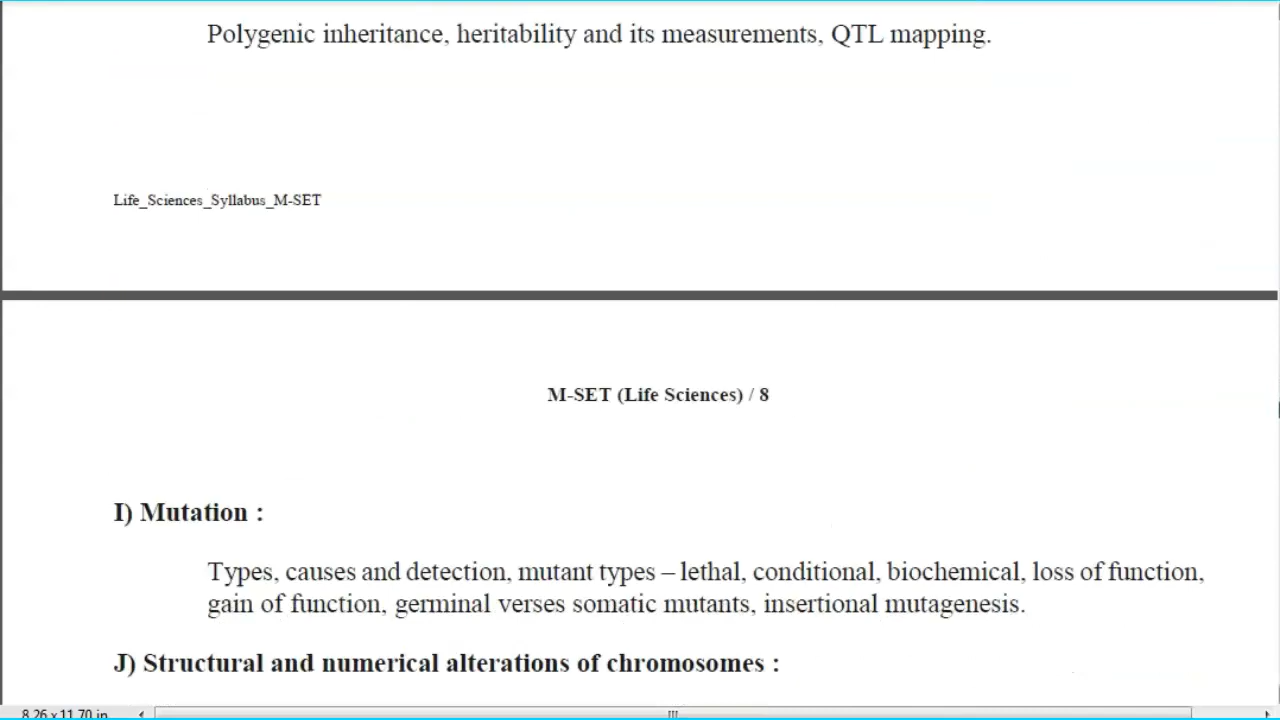 Polygenic inheritance, heritability and its measurements, QTL mapping.
Life_Sciences_Syllabus_M-SET
M-SET (Life Sciences) / 8
I) Mutation :
Types, causes and detection, mutant types – lethal, conditional, biochemical, loss of function,
gain of function, germinal verses somatic mutants, insertional mutagenesis.
J) Structural and numerical alterations of chromosomes :
8.26 x 11.70 in